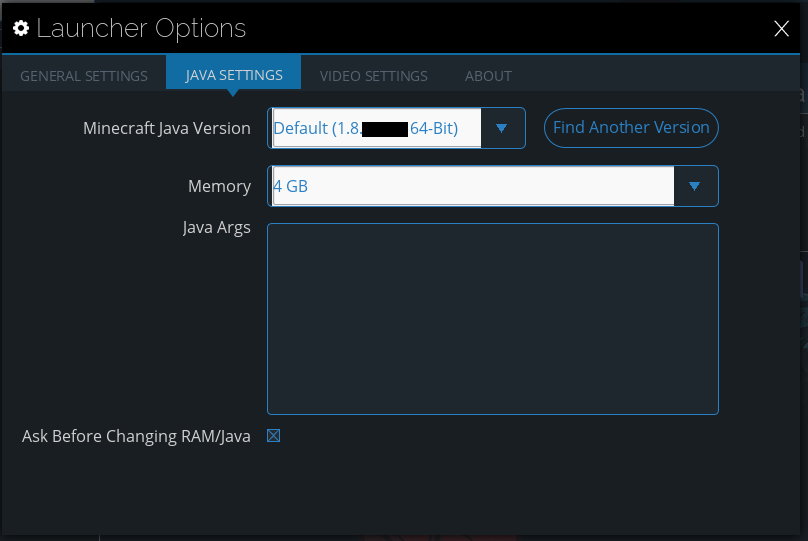 Launcher Options
X
GENERAL SETTINGS JAVA SETTINGS VIDEO SETTINGS ABOUT
Minecraft Java Version Default (1.8. 64-Bit) Find Another Version
Memory 4 GB
Java Args
Ask Before Changing RAM/Java